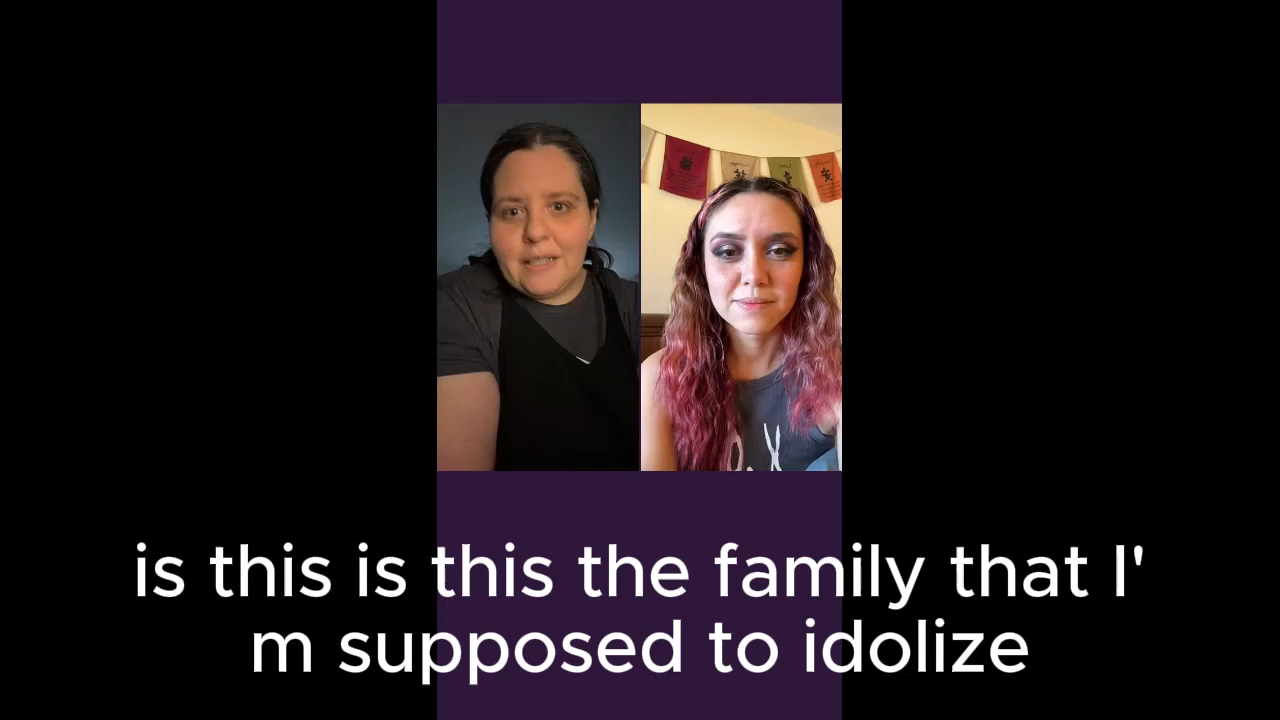 is this is this the family that I'
m supposed to idolize